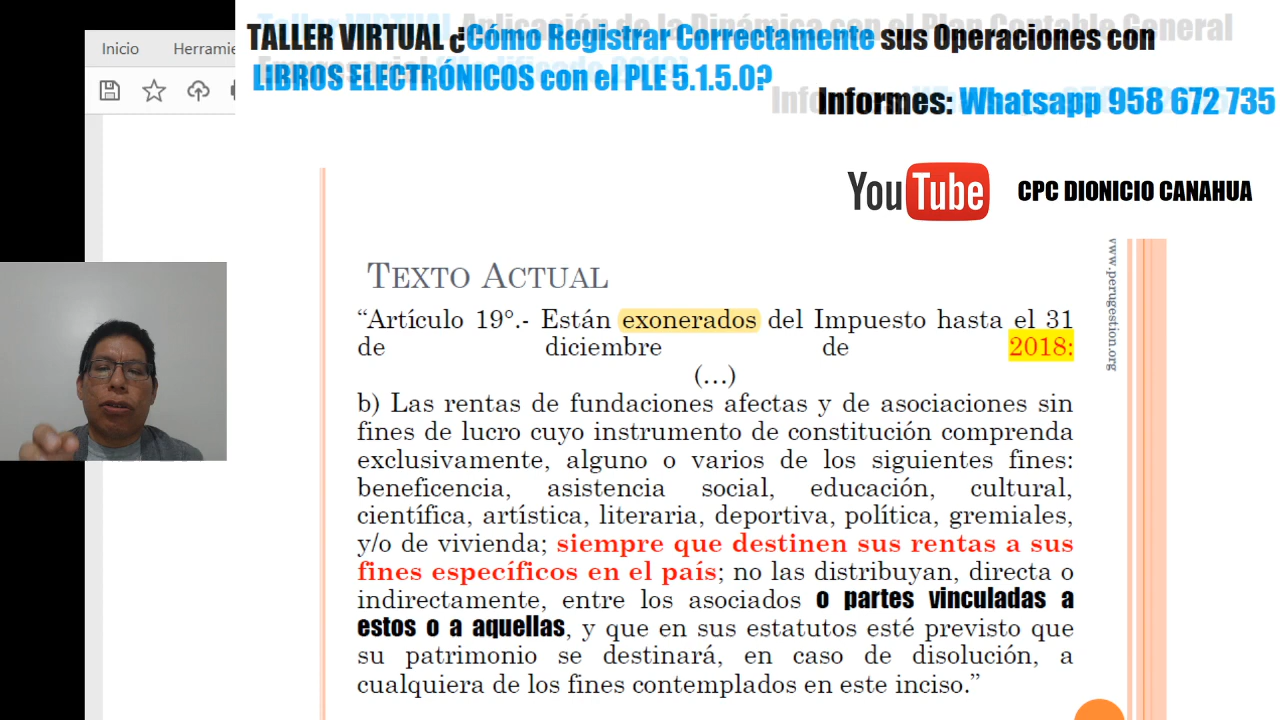 TALLER VIRTUAL ¿Cómo Registrar Correctamente sus Operaciones con
LIBROS ELECTRÓNICOS con el PLE 5.1.5.0?
Informes: Whatsapp 958 672 735
Inicio Herramie
YouTube CPC DIONICIO CANAHUA
www.perugestion.org
TEXTO ACTUAL
“Artículo 19°.- Están exonerados del Impuesto hasta el 31
de diciembre de 2018:
(...)
b) Las rentas de fundaciones afectas y de asociaciones sin
fines de lucro cuyo instrumento de constitución comprenda
exclusivamente, alguno o varios de los siguientes fines:
beneficencia, asistencia social, educación, cultural,
científica, artística, literaria, deportiva, política, gremiales,
y/o de vivienda; siempre que destinen sus rentas a sus
fines específicos en el país; no las distribuyan, directa o
indirectamente, entre los asociados o partes vinculadas a
estos o a aquellas, y que en sus estatutos esté previsto que
su patrimonio se destinará, en caso de disolución, a
cualquiera de los fines contemplados en este inciso.”